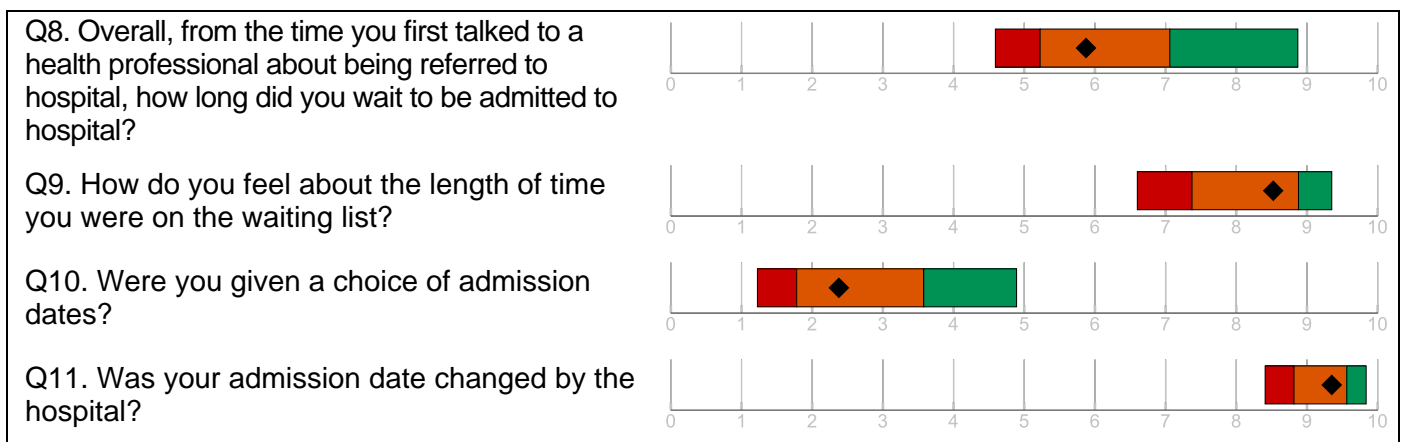 Q8. Overall, from the time you first talked to a
health professional about being referred to
hospital, how long did you wait to be admitted to
hospital?
0 1 2 3 4 5 6 7 8 9 10
Q9. How do you feel about the length of time
you were on the waiting list?
0 1 2 3 4 5 6 7 8 9 10
Q10. Were you given a choice of admission
dates?
0 1 2 3 4 5 6 7 8 9 10
Q11. Was your admission date changed by the
hospital?
0 1 2 3 4 5 6 7 8 9 10